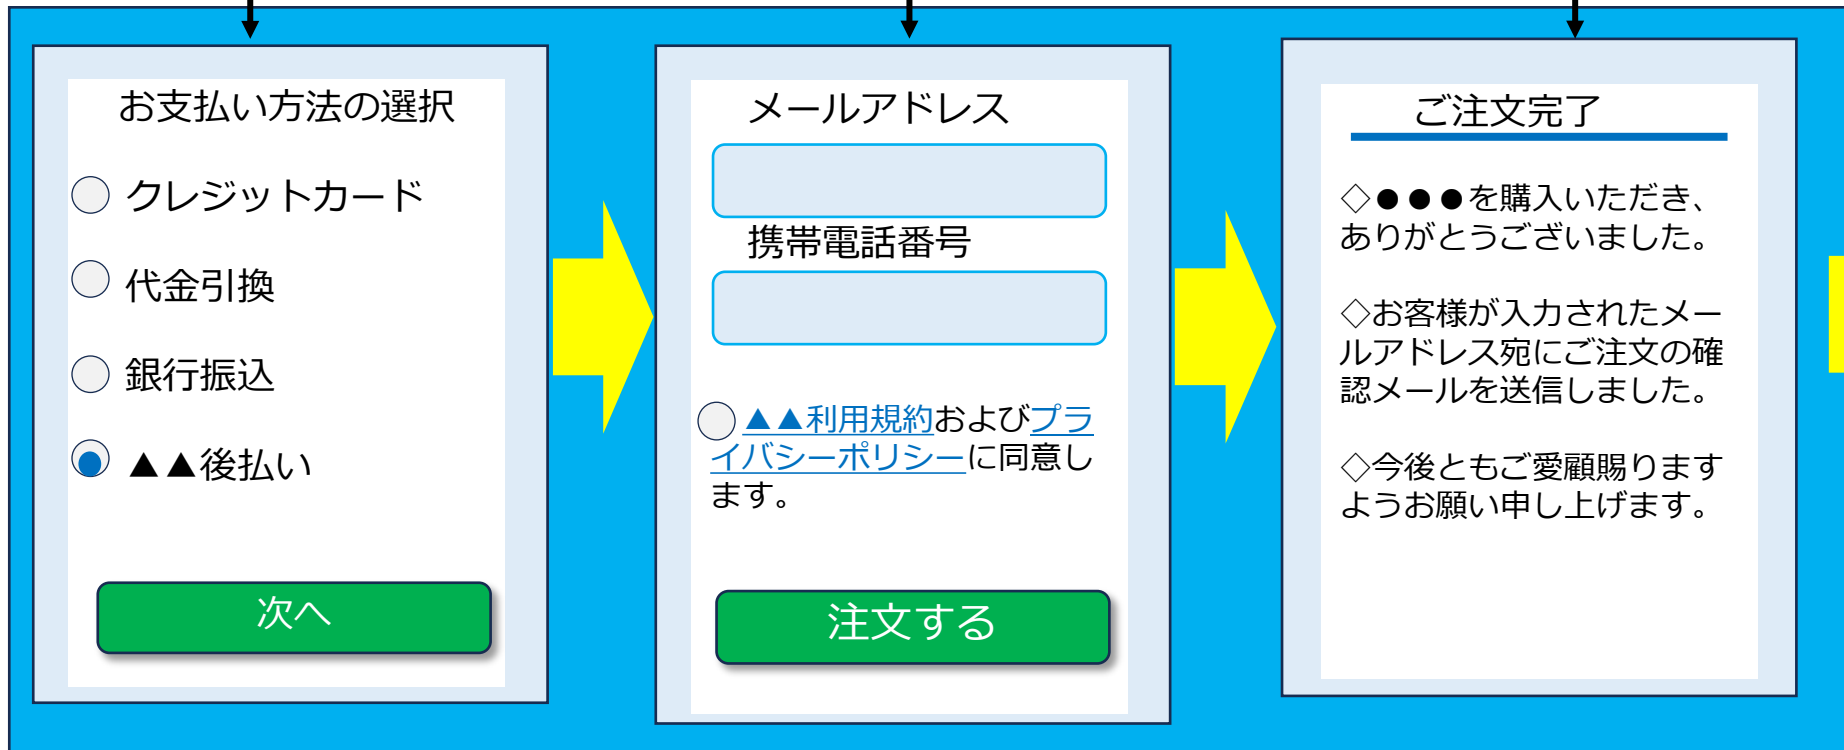 お支払い方法の選択
クレジットカード
代金引換
銀行振込
▲▲後払い
次へ
メールアドレス
携帯電話番号
▲▲利用規約およびプラ
イバシーポリシーに同意し
ます。
注文する
ご注文完了
◇●●●を購入いただき、
ありがとうございました。
◇お客様が入力されたメー
ルアドレス宛にご注文の確
認メールを送信しました。
◇今後ともご愛顧賜ります
ようお願い申し上げます。